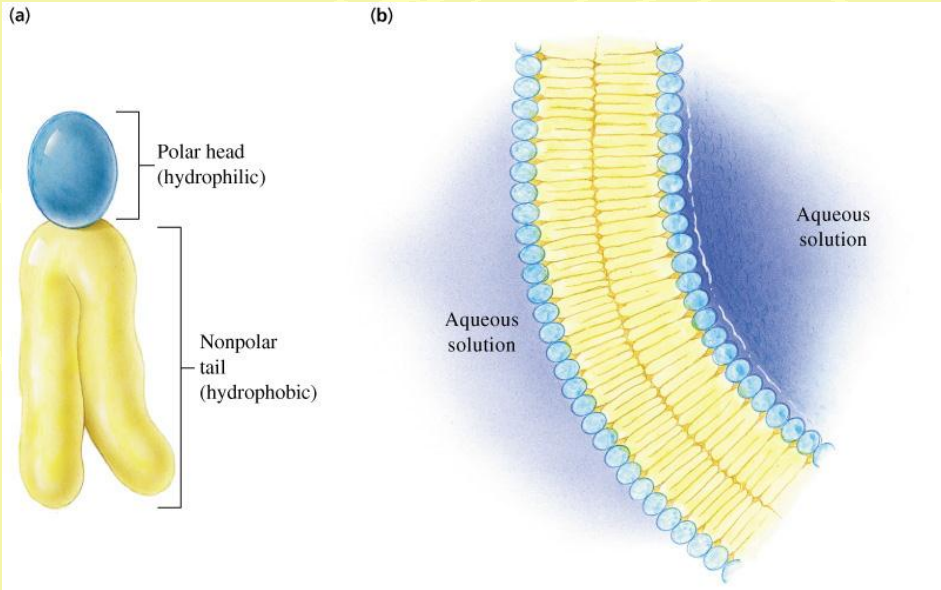 (a)
Polar head
(hydrophilic)
Nonpolar
tail
(hydrophobic)
(b)
Aqueous
solution
Aqueous
solution